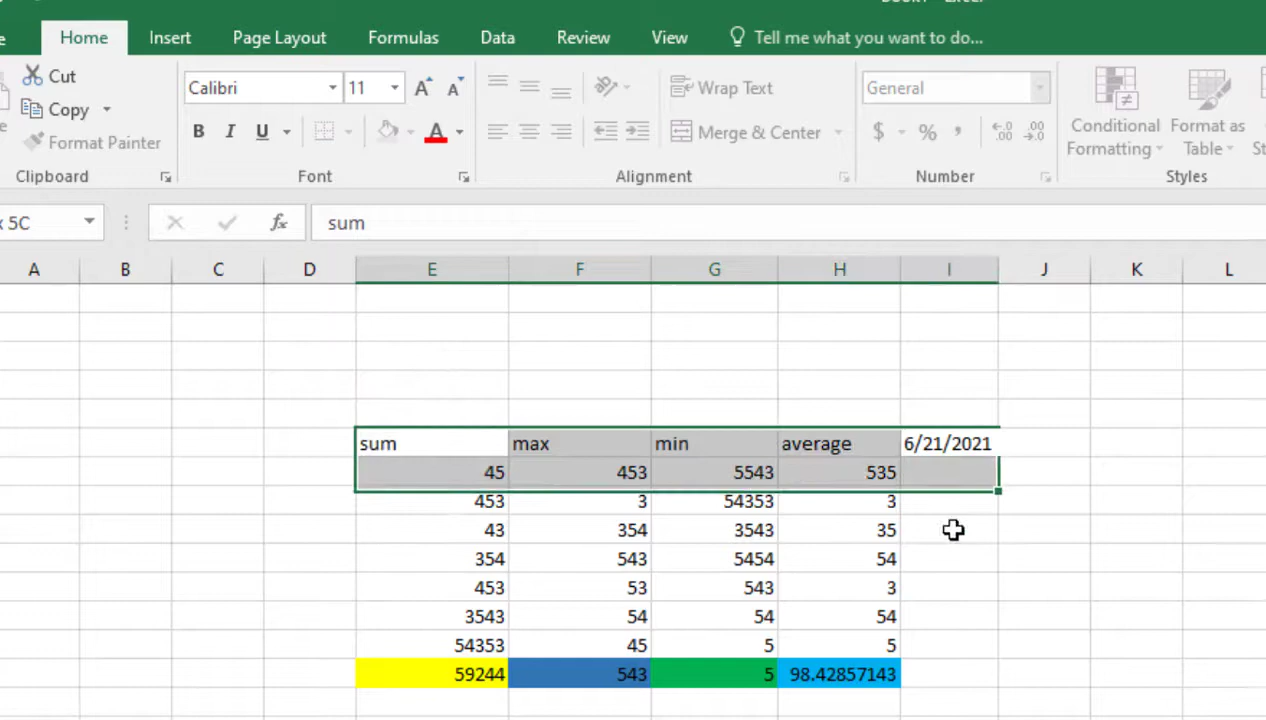 Home Insert Page Layout Formulas Data Review View Tell me what you want to do...
Cut
Calibri 11 Wrap Text General
Copy
B I U A Merge & Center $ % , Conditional Format as
Format Painter Formatting Table
Clipboard Font Alignment Number Styles
5C fx sum
A B C D E F G H I J K L
sum max min average 6/21/2021
45 453 5543 535
453 3 54353 3
43 354 3543 35
354 543 5454 54
453 53 543 3
3543 54 54 54
54353 45 5 5
59244 543 5 98.42857143